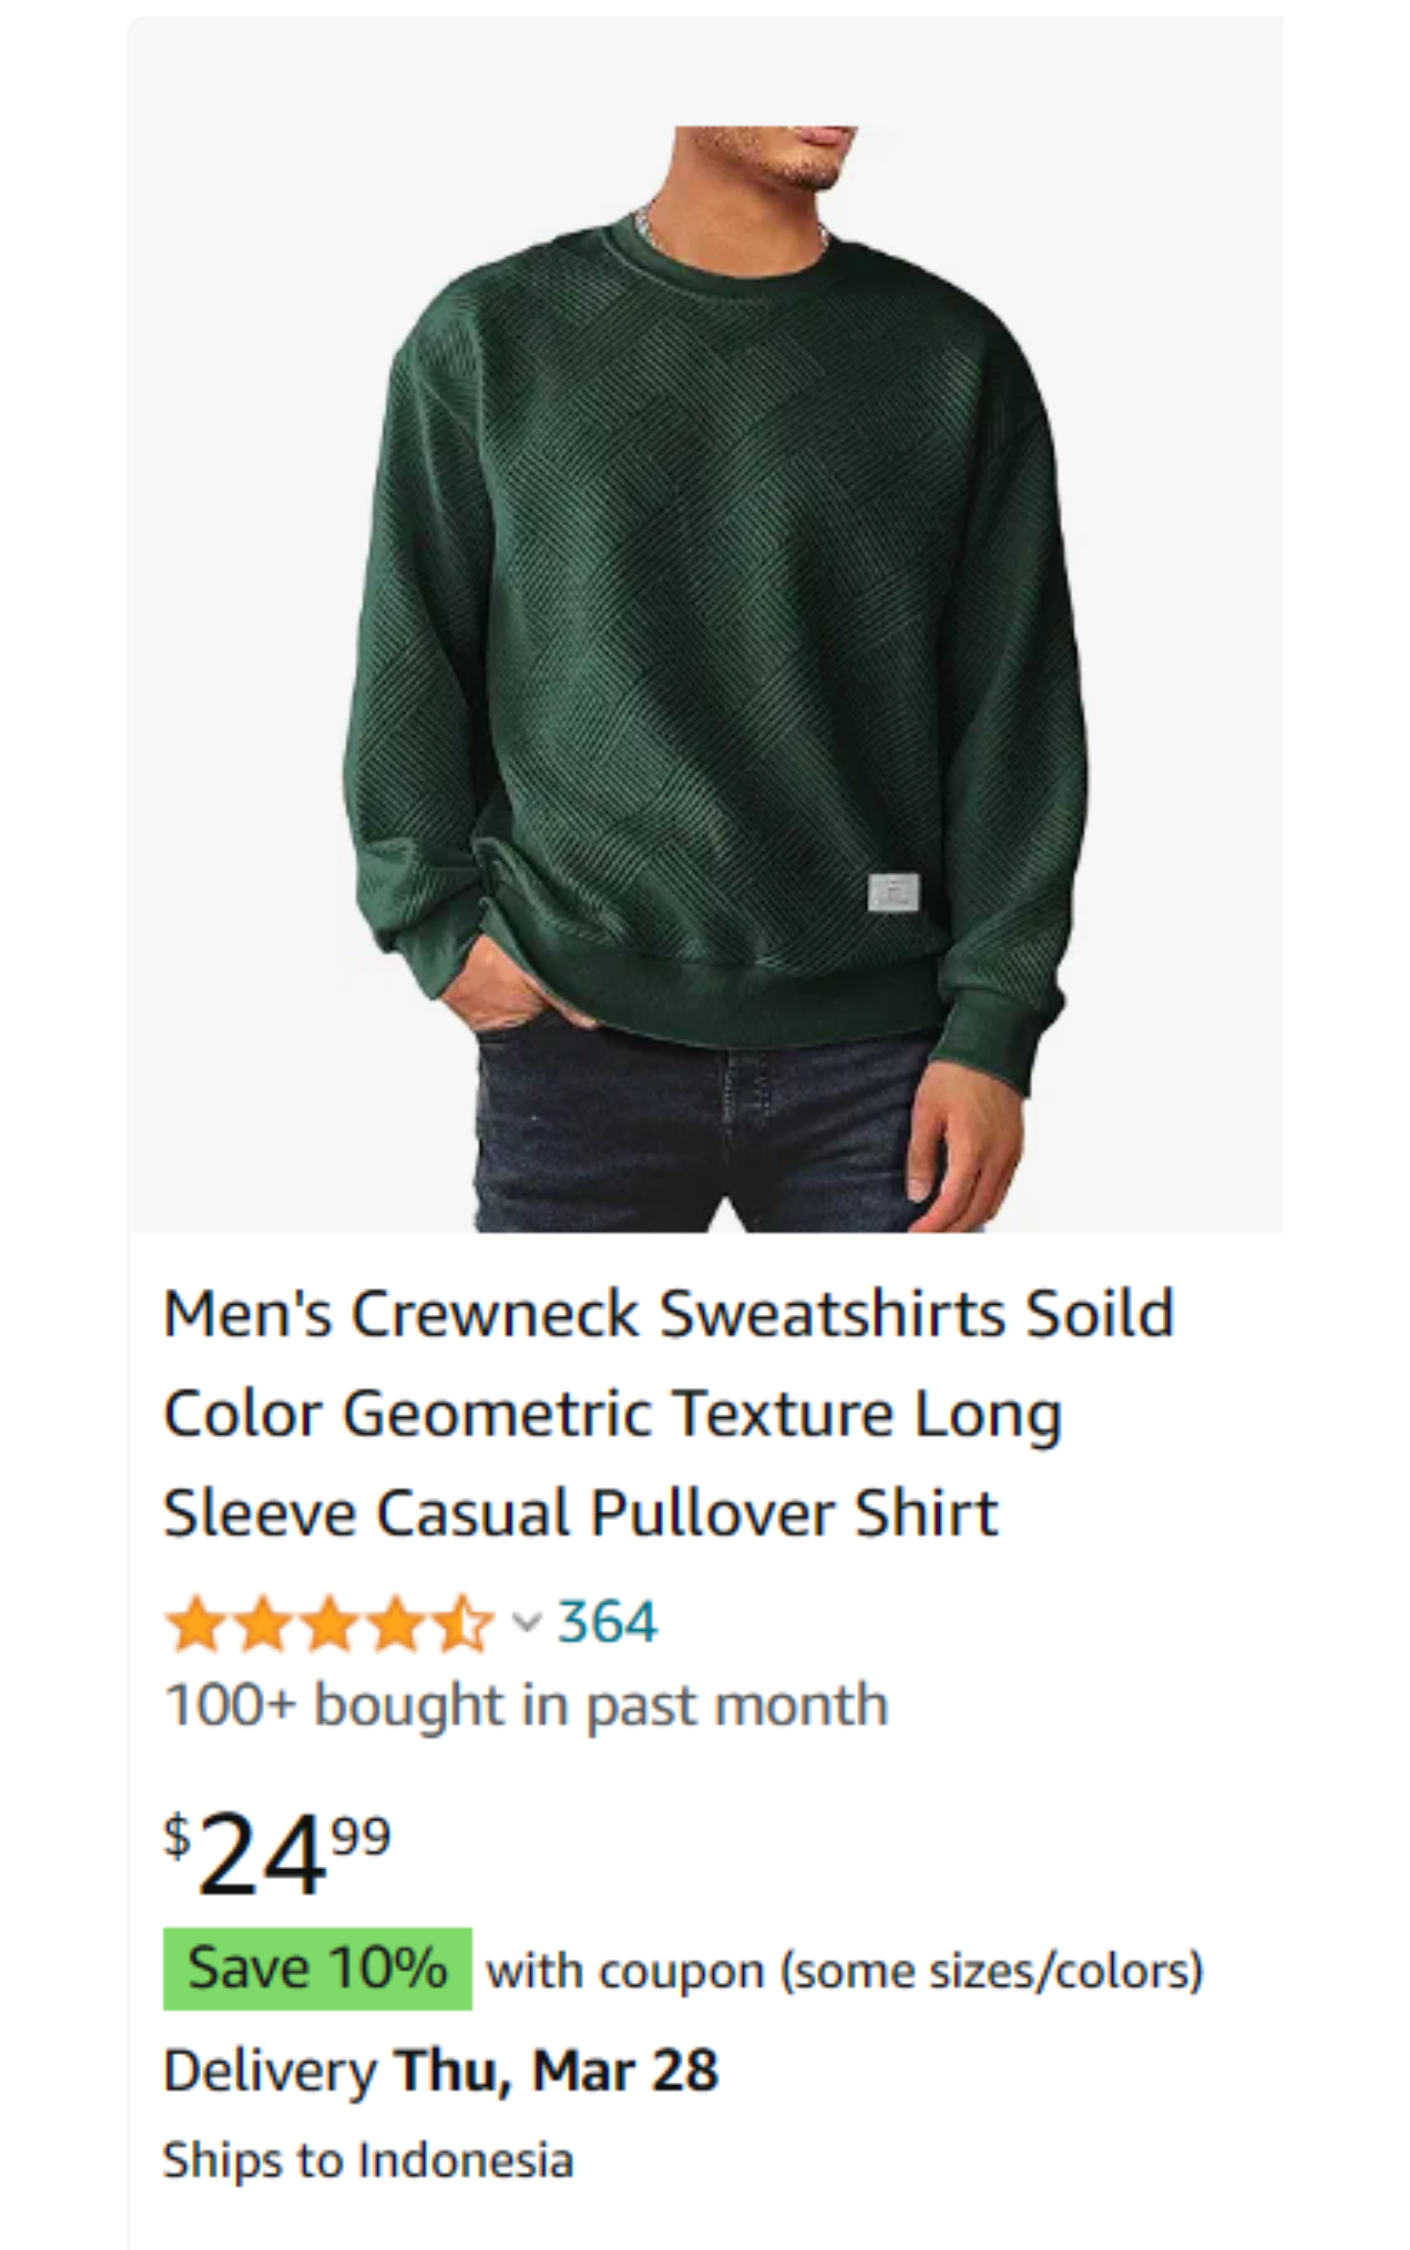 Men's Crewneck Sweatshirts Soild
Color Geometric Texture Long
Sleeve Casual Pullover Shirt
364
100+ bought in past month
$24.99
Save 10% with coupon (some sizes/colors)
Delivery Thu, Mar 28
Ships to Indonesia